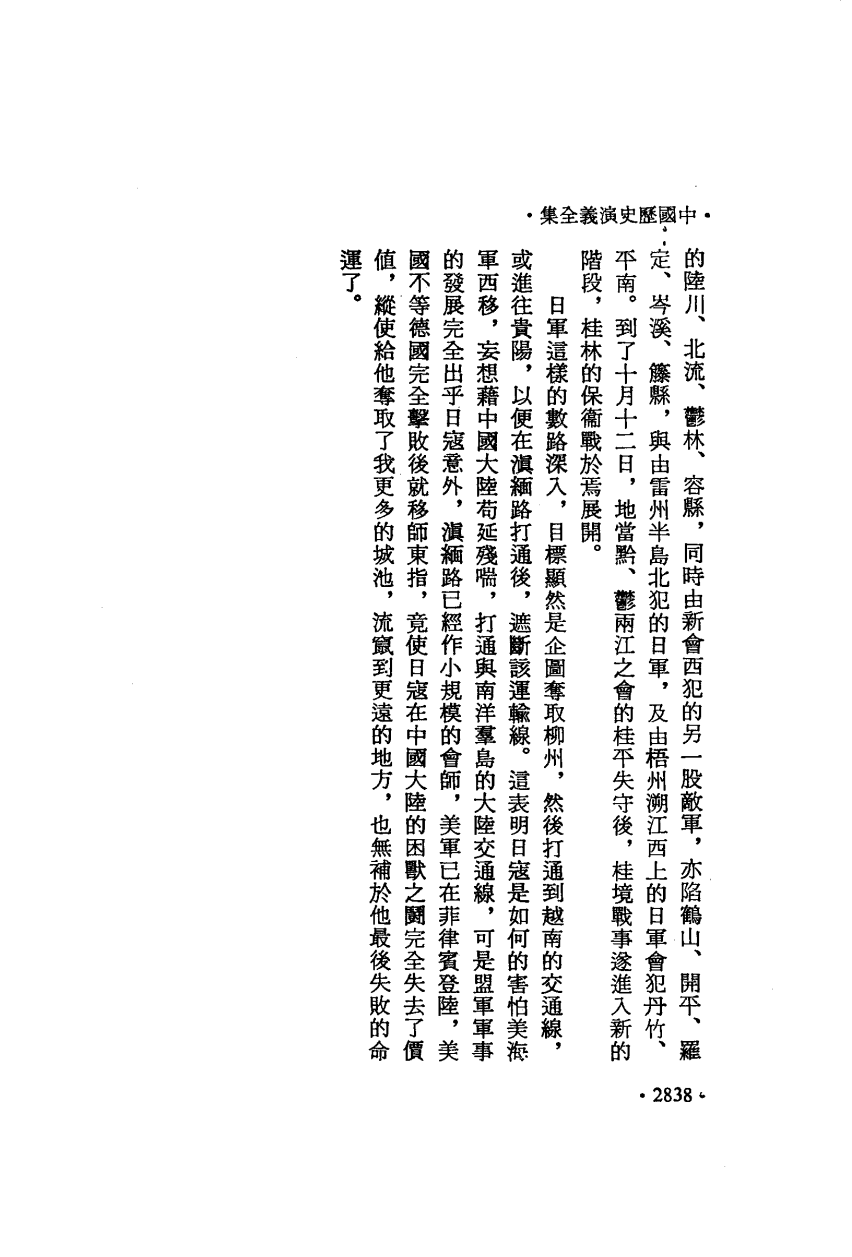 ・中國歷史演義全集・
的陸川、北流、鬱林、容縣，同時由新會西犯的另一股敵軍，亦陷鶴山、開平、羅
定、岑溪、籐縣，與由雷州半島北犯的日軍，及由梧州溯江西上的日軍會犯丹竹、
平南。到了十月十二日，地當黔、鬱兩江之會的桂平失守後，桂境戰事遂進入新的
階段，桂林的保衞戰於焉展開。
日軍這樣的數路深入，目標顯然是企圖奪取柳州，然後打通到越南的交通線，
或進往貴陽，以便在滇緬路打通後，遮斷該運輸線。這表明日寇是如何的害怕美海
軍西移，妄想藉中國大陸苟延殘喘，打通與南洋羣島的大陸交通線，可是盟軍軍事
的發展完全出乎日寇意外，滇緬路已經作小規模的會師，美軍已在菲律賓登陸，美
國不等德國完全擊敗後就移師東指，竟使日寇在中國大陸的困獸之鬪完全失去了價
值，縱使給他奪取了我更多的城池，流竄到更遠的地方，也無補於他最後失敗的命
運了。
・2838・